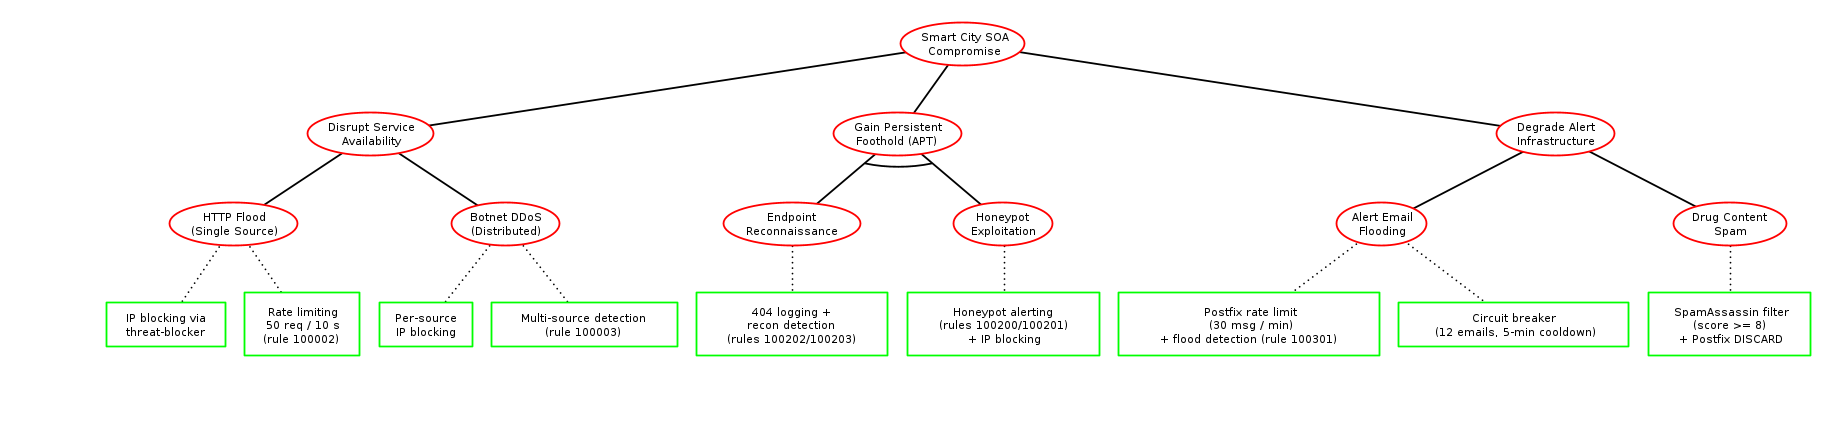 Smart City SOA
Compromise
Disrupt Service
Availability
Gain Persistent
Foothold (APT)
Degrade Alert
Infrastructure
HTTP Flood
(Single Source)
Botnet DDoS
(Distributed)
Endpoint
Reconnaissance
Honeypot
Exploitation
Alert Email
Flooding
Drug Content
Spam
IP blocking via
threat-blocker
Rate limiting
50 req / 10 s
(rule 100002)
Per-source
IP blocking
Multi-source detection
(rule 100003)
404 logging +
recon detection
(rules 100202/100203)
Honeypot alerting
(rules 100200/100201)
+ IP blocking
Postfix rate limit
(30 msg / min)
+ flood detection (rule 100301)
Circuit breaker
(12 emails, 5-min cooldown)
SpamAssassin filter
(score >= 8)
+ Postfix DISCARD